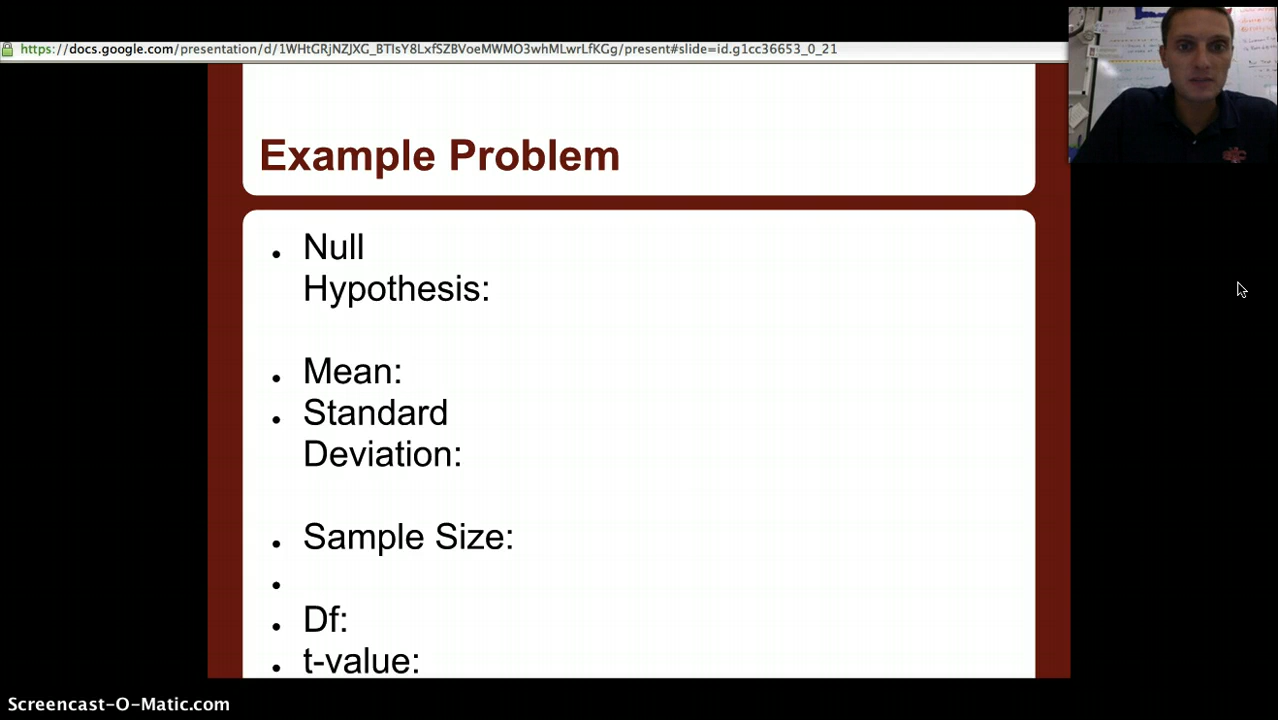 https://docs.google.com/presentation/d/1WHtGRjNZJXG_BTIsY8LxfSZBVoeMWMO3whMLwrLfKGg/present#slide=id.g1cc36653_0_21
Example Problem
• Null
Hypothesis:
• Mean:
• Standard
Deviation:
• Sample Size:
•
• Df:
• t-value:
Screencast-O-Matic.com